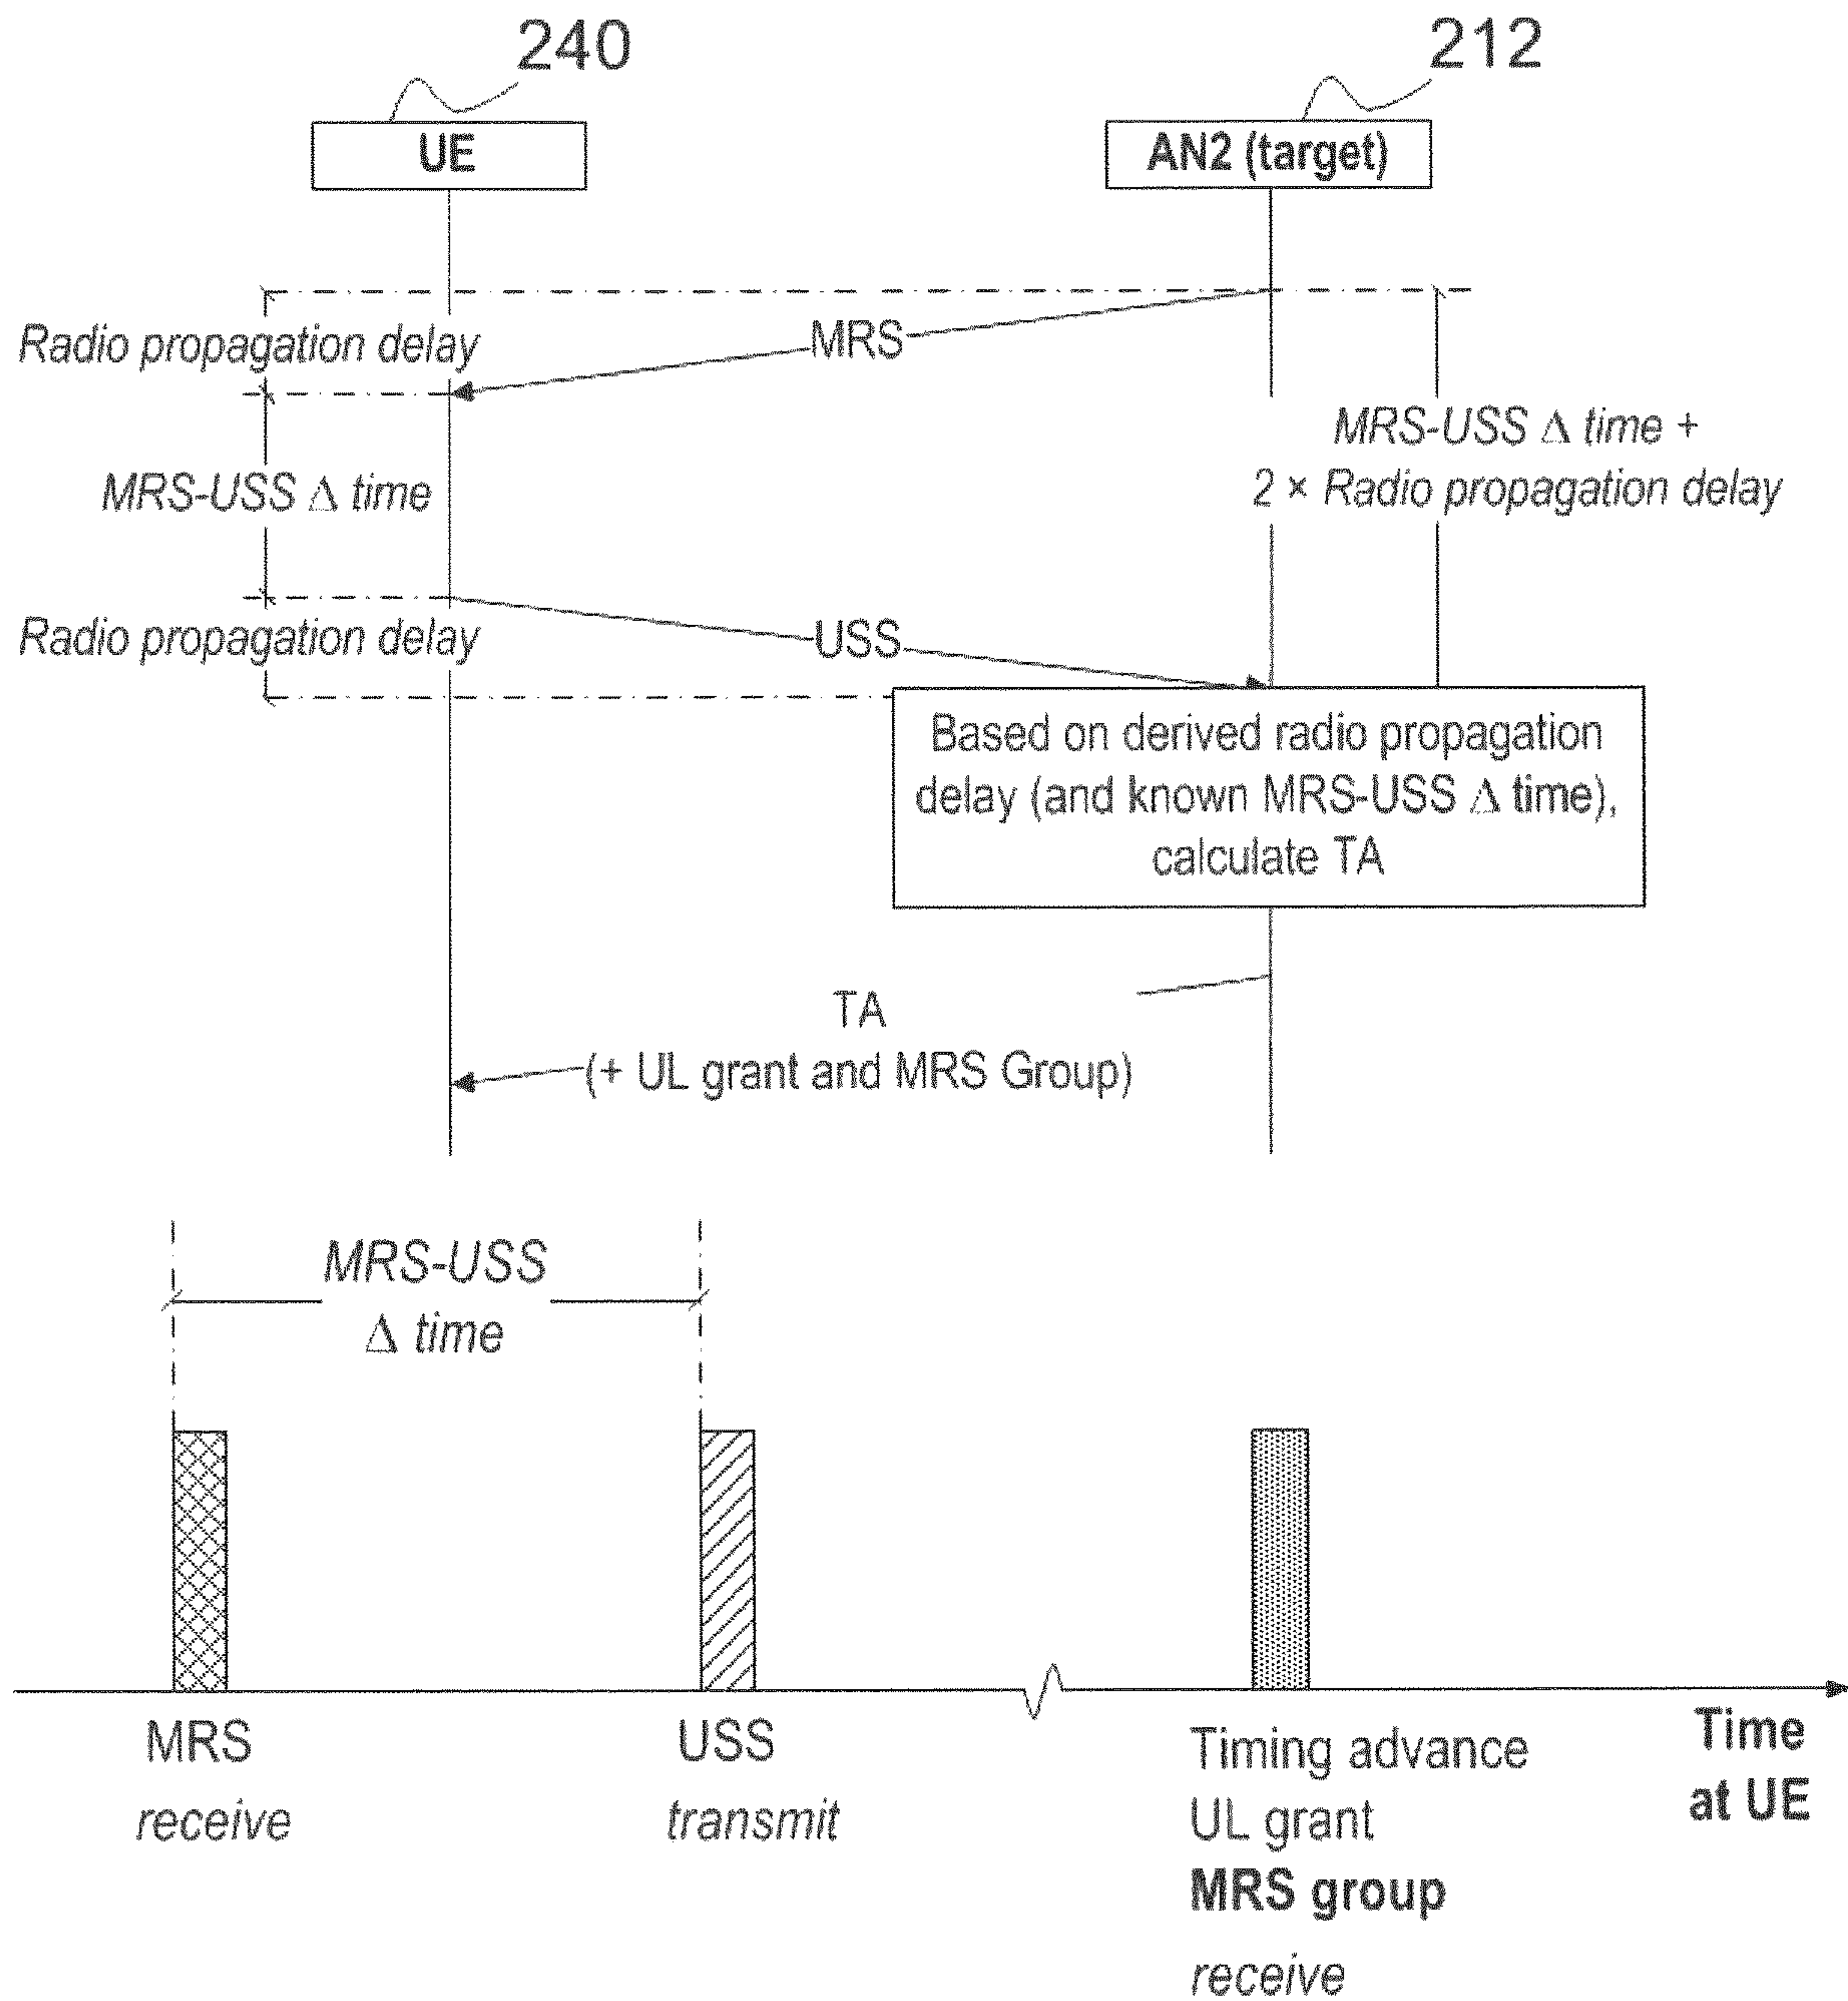 240
212
UE
AN2 (target)
Radio propagation delay
MRS
MRS-USS Δ time +
2 × Radio propagation delay
MRS-USS Δ time
Radio propagation delay
USS
Based on derived radio propagation
delay (and known MRS-USS Δ time),
calculate TA
TA
(+ UL grant and MRS Group)
MRS-USS
Δ time
MRS
receive
USS
transmit
Timing advance
UL grant
MRS group
receive
Time
at UE